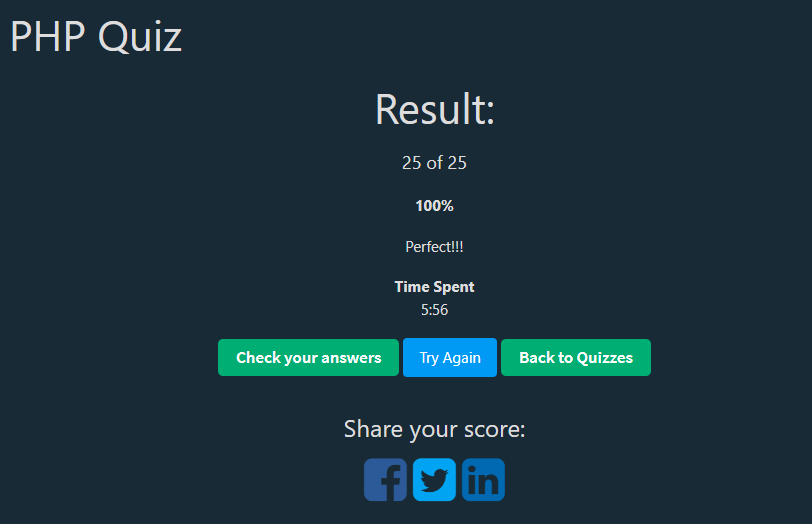 PHP Quiz
Result:
25 of 25
100%
Perfect!!!
Time Spent
5:56
Check your answers Try Again Back to Quizzes
Share your score: